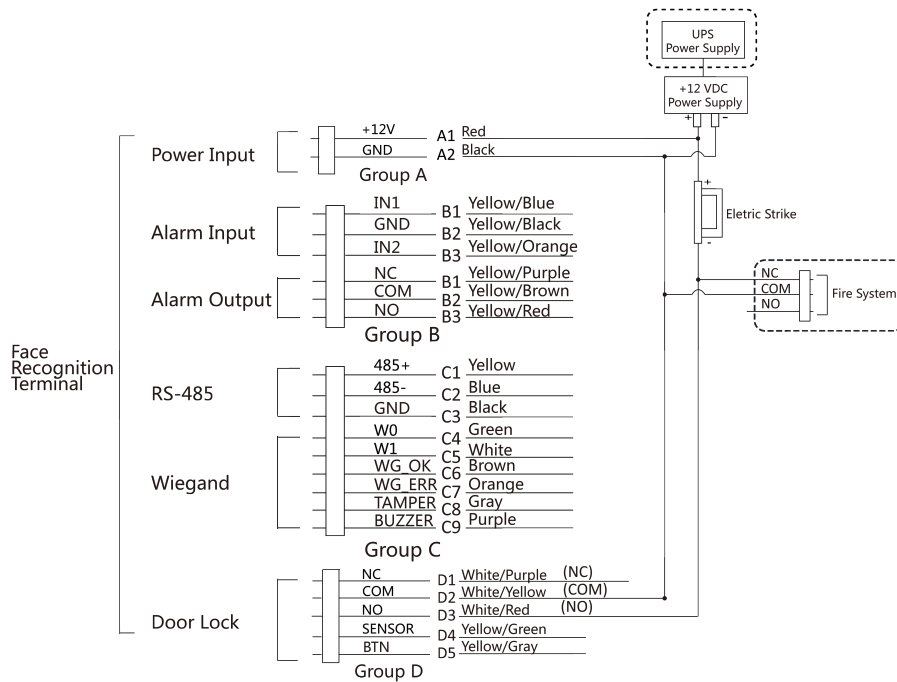 UPS
Power Supply
+12 VDC
Power Supply
+ -
Power Input
+12V A1 Red
GND A2 Black
Group A
+
Eletric Strike
-
Alarm Input
IN1 B1 Yellow/Blue
GND B2 Yellow/Black
IN2 B3 Yellow/Orange
Alarm Output
NC B1 Yellow/Purple
COM B2 Yellow/Brown
NO B3 Yellow/Red
Group B
NC
COM
NO
Fire System
Face
Recognition
Terminal
RS-485
485+ C1 Yellow
485- C2 Blue
GND C3 Black
Wiegand
W0 C4 Green
W1 C5 White
WG_OK C6 Brown
WG_ERR C7 Orange
TAMPER C8 Gray
BUZZER C9 Purple
Group C
Door Lock
NC D1 White/Purple (NC)
COM D2 White/Yellow (COM)
NO D3 White/Red (NO)
SENSOR D4 Yellow/Green
BTN D5 Yellow/Gray
Group D